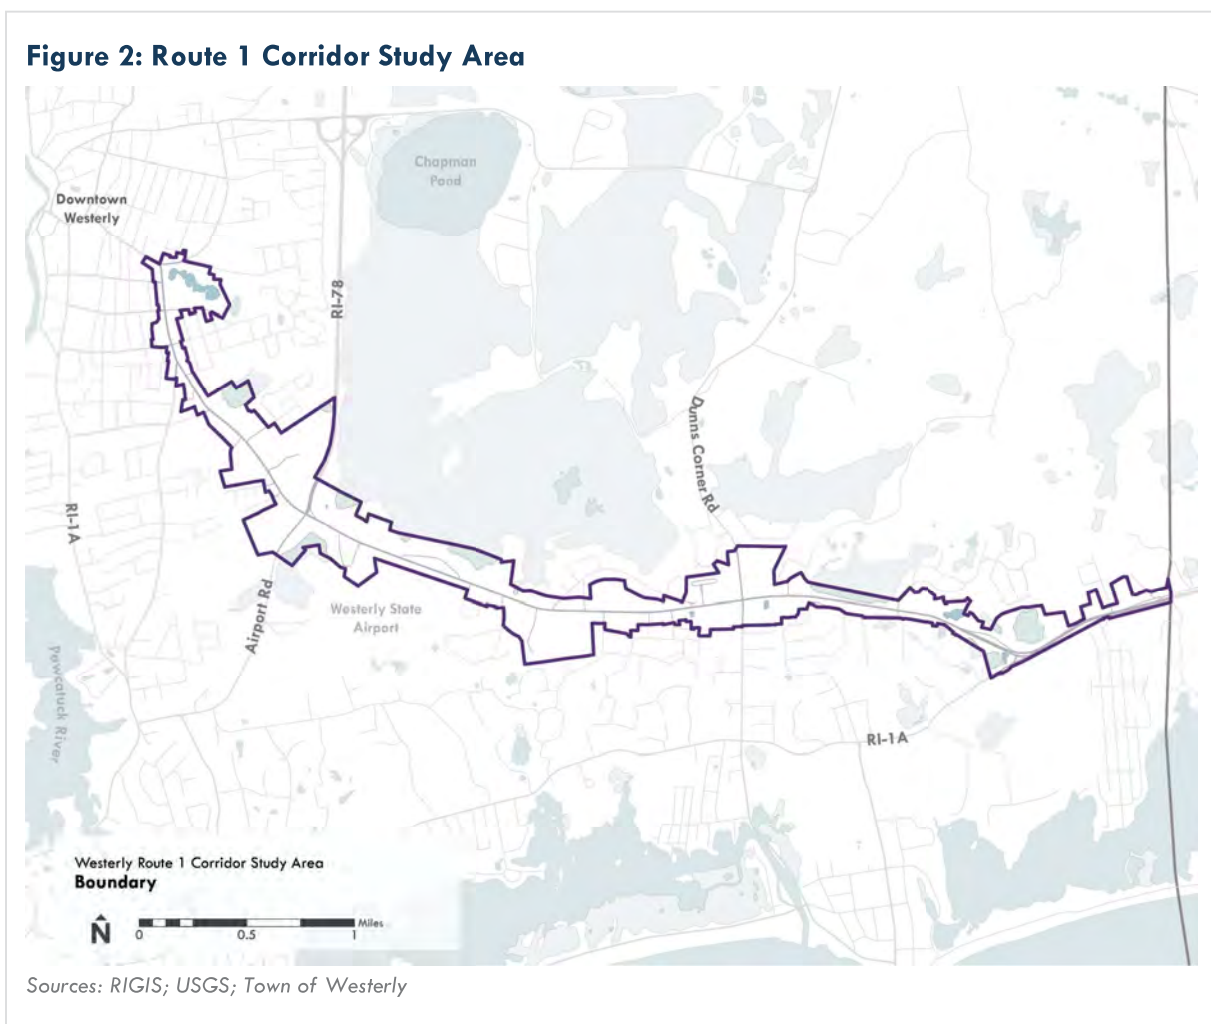 Figure 2: Route 1 Corridor Study Area
Chapman
Pond
Downtown
Westerly
RI-78
Dunns Corner Rd
RI-1A
Airport Rd
Westerly State
Airport
Pawcatuck River
RI-1A
Westerly Route 1 Corridor Study Area
Boundary
N
Miles
0
0.5
1
Sources: RIGIS; USGS; Town of Westerly